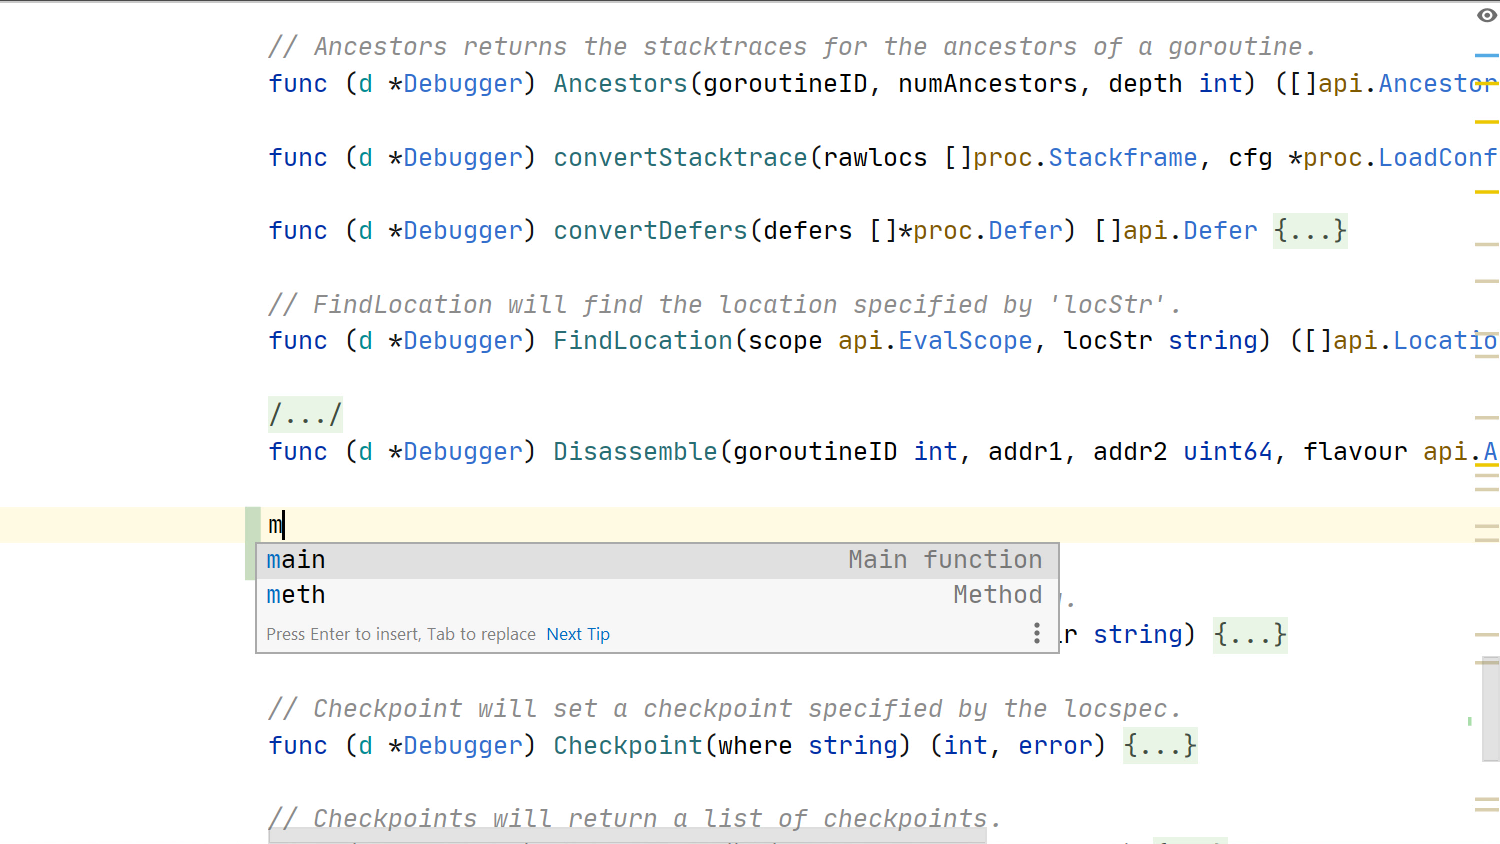 // Ancestors returns the stacktraces for the ancestors of a goroutine.
func (d *Debugger) Ancestors(goroutineID, numAncestors, depth int) ([]api.Ancestor
func (d *Debugger) convertStacktrace(rawlocs []proc.Stackframe, cfg *proc.LoadConf
func (d *Debugger) convertDefers(defers []*proc.Defer) []api.Defer {...}
// FindLocation will find the location specified by 'locStr'.
func (d *Debugger) FindLocation(scope api.EvalScope, locStr string) ([]api.Locatio
/.../
func (d *Debugger) Disassemble(goroutineID int, addr1, addr2 uint64, flavour api.A
m
main Main function
meth Method
Press Enter to insert, Tab to replace Next Tip
r string) {...}
// Checkpoint will set a checkpoint specified by the locspec.
func (d *Debugger) Checkpoint(where string) (int, error) {...}
// Checkpoints will return a list of checkpoints.